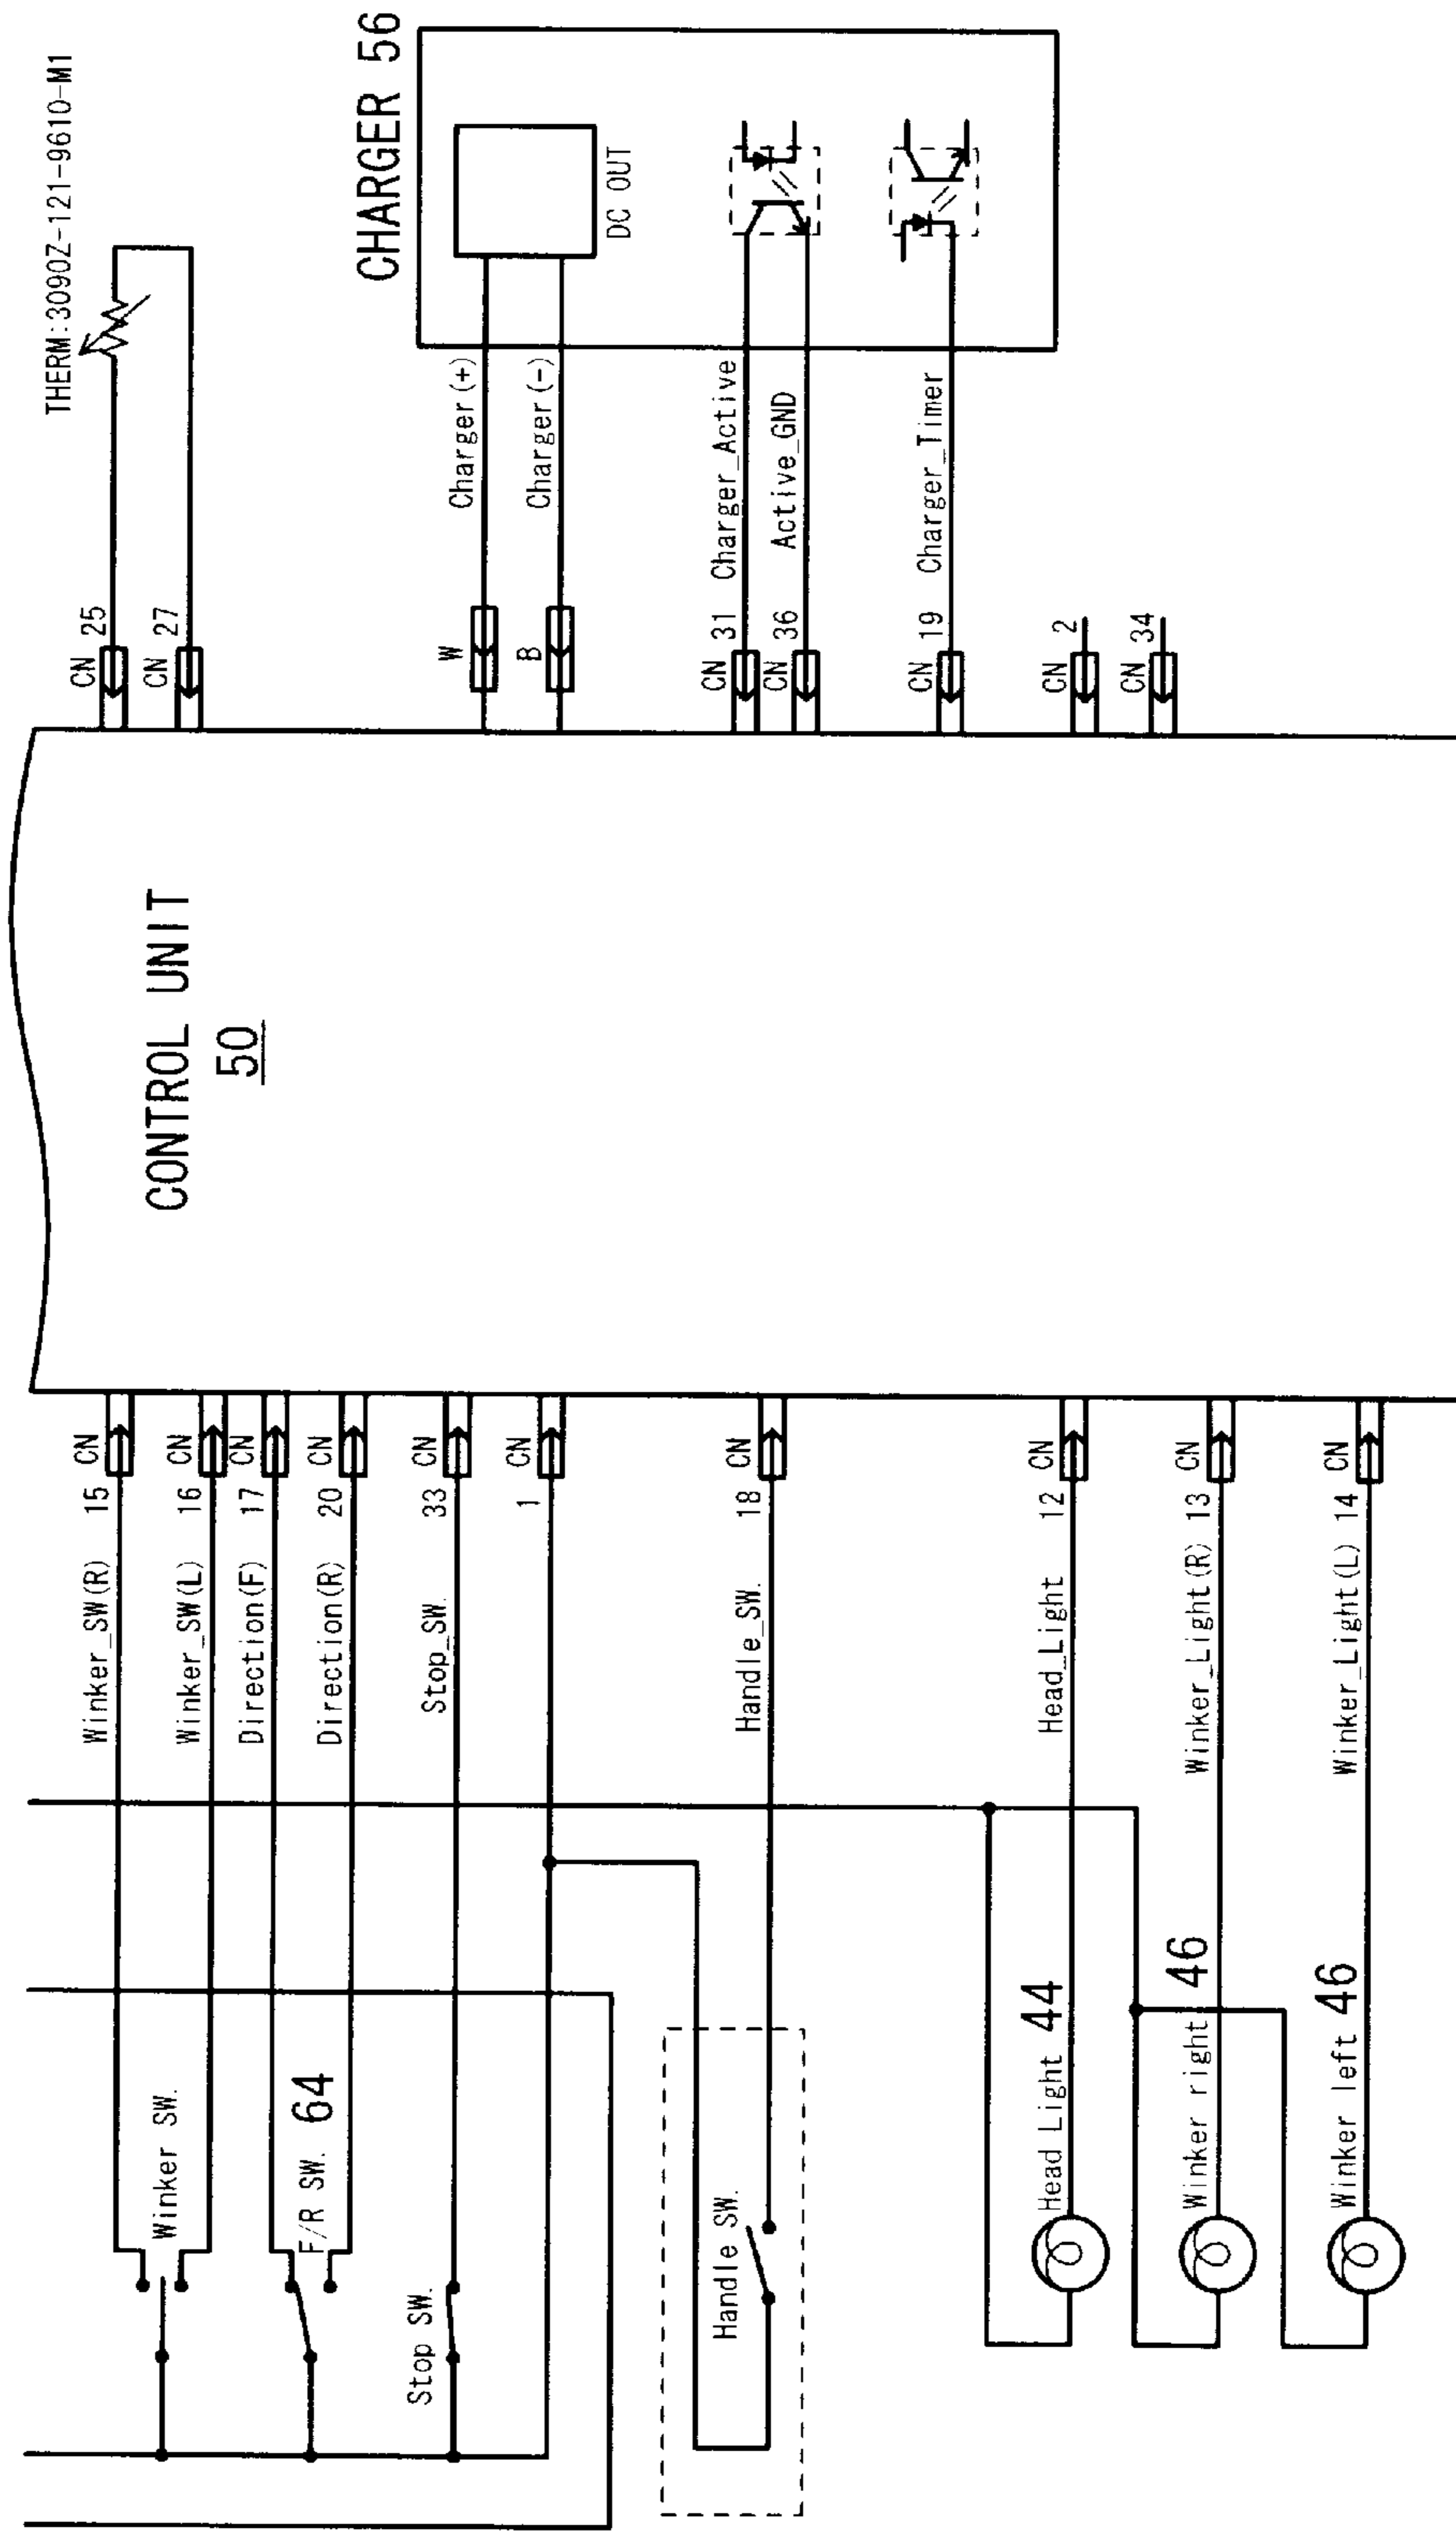 Winker SW.
F/R SW. 64
Stop SW.
Handle SW.
Head Light 44
Winker right 46
Winker left 46
Winker_SW(R) 15 CN
Winker_SW(L) 16 CN
Direction(F) 17 CN
Direction(R) 20 CN
Stop_SW. 33 CN
1 CN
Handle_SW. 18 CN
Head_Light 12 CN
Winker_Light(R) 13 CN
Winker_Light(L) 14 CN
CONTROL UNIT
50
THERM:3090Z-121-9610-M1
CN 25
CN 27
CHARGER 56
W Charger(+)
B Charger(-)
DC OUT
CN 31 Charger_Active
CN 36 Active_GND
CN 19 Charger_Timer
CN 2
CN 34